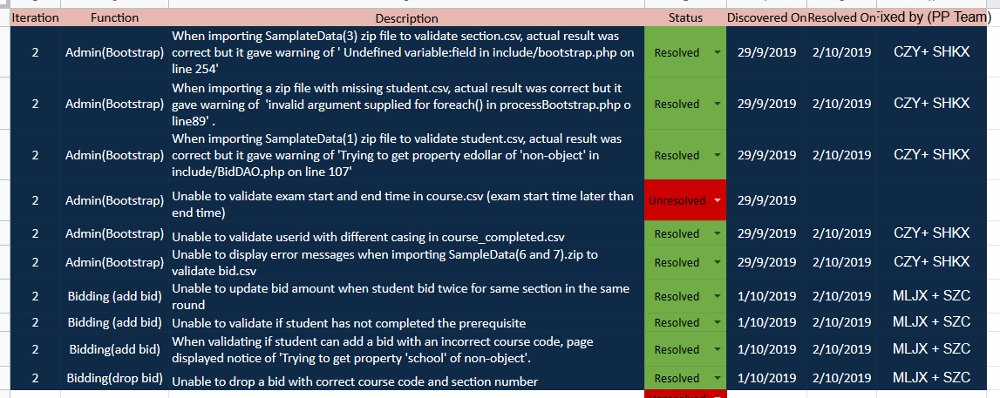 Iteration Function Description Status Discovered On Resolved On Fixed by (PP Team)
When importing SamplateData(3) zip file to validate section.csv, actual result was
2 Admin(Bootstrap) correct but it gave warning of ' Undefined variable:field in include/bootstrap.php on Resolved 29/9/2019 2/10/2019 CZY+ SHKX
line 254'
When importing a zip file with missing student.csv, actual result was correct but it
2 Admin(Bootstrap) gave warning of 'invalid argument supplied for foreach() in processBootstrap.php o Resolved 29/9/2019 2/10/2019 CZY+ SHKX
line89' .
When importing SamplateData(1) zip file to validate student.csv, actual result was
2 Admin(Bootstrap) correct but it gave warning of 'Trying to get property edollar of 'non-object' in Resolved 29/9/2019 2/10/2019 CZY+ SHKX
include/BidDAO.php on line 107'
2 Admin(Bootstrap) Unable to validate exam start and end time in course.csv (exam start time later than Unresolved 29/9/2019
end time)
2 Admin(Bootstrap) Unable to validate userid with different casing in course_completed.csv Resolved 29/9/2019 2/10/2019 CZY+ SHKX
2 Admin(Bootstrap) Unable to display error messages when importing SampleData(6 and 7).zip to Resolved 29/9/2019 2/10/2019 CZY+ SHKX
validate bid.csv
2 Bidding (add bid) Unable to update bid amount when student bid twice for same section in the same Resolved 1/10/2019 2/10/2019 MLJX + SZC
round
2 Bidding (add bid) Unable to validate if student has not completed the prerequisite Resolved 1/10/2019 2/10/2019 MLJX + SZC
2 Bidding(add bid) When validating if student can add a bid with an incorrect course code, page Resolved 1/10/2019 2/10/2019 MLJX + SZC
displayed notice of 'Trying to get property 'school' of non-object'.
2 Bidding(drop bid) Unable to drop a bid with correct course code and section number Resolved 1/10/2019 2/10/2019 MLJX + SZC